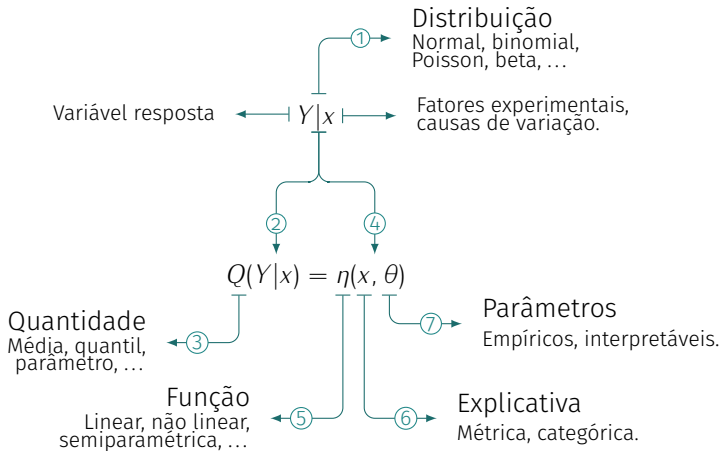 Distribuição
① Normal, binomial,
Poisson, beta, …
Variável resposta
Y|x
Fatores experimentais,
causas de variação.
② ④
Q(Y|x) = η(x, θ)
Quantidade
Média, quantil,
parâmetro, …
③
⑦
Parâmetros
Empíricos, interpretáveis.
Função
Linear, não linear,
semiparamétrica, …
⑤ ⑥
Explicativa
Métrica, categórica.